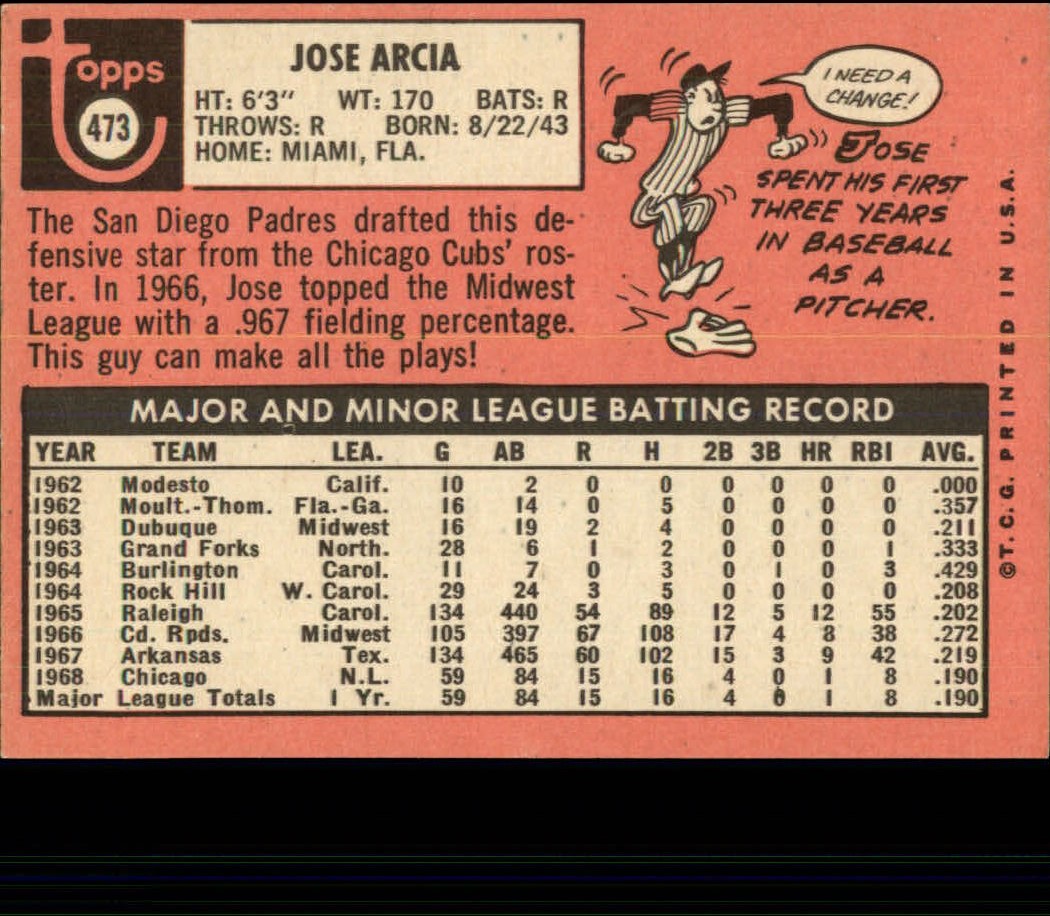 Topps
473
JOSE ARCIA
HT: 6'3" WT: 170 BATS: R
THROWS: R BORN: 8/22/43
HOME: MIAMI, FLA.
The San Diego Padres drafted this de-
fensive star from the Chicago Cubs' ros-
ter. In 1966, Jose topped the Midwest
League with a .967 fielding percentage.
This guy can make all the plays!
I NEED A
CHANGE!
JOSE
SPENT HIS FIRST
THREE YEARS
IN BASEBALL
AS A
PITCHER.
MAJOR AND MINOR LEAGUE BATTING RECORD
YEAR TEAM LEA. G AB R H 2B 3B HR RBI AVG.
1962 Modesto Calif. 10 2 0 0 0 0 0 0 .000
1962 Moult.-Thom. Fla.-Ga. 16 14 0 5 0 0 0 0 .357
1963 Dubuque Midwest 16 19 2 4 0 0 0 0 .211
1963 Grand Forks North. 28 6 1 2 0 0 0 1 .333
1964 Burlington Carol. 11 7 0 3 0 1 0 3 .429
1964 Rock Hill W. Carol. 29 24 3 5 0 0 0 0 .208
1965 Raleigh Carol. 134 440 54 89 12 5 12 55 .202
1966 Cd. Rpds. Midwest 105 397 67 108 17 4 8 38 .272
1967 Arkansas Tex. 134 465 60 102 15 3 9 42 .219
1968 Chicago N.L. 59 84 15 16 4 0 1 8 .190
Major League Totals 1 Yr. 59 84 15 16 4 0 1 8 .190
©T. C. G. PRINTED IN U.S.A.